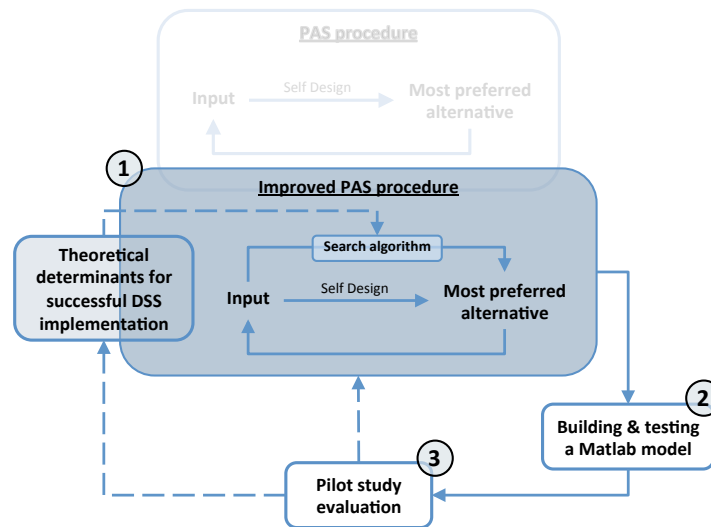 PAS procedure
Self Design
Input
Most preferred
alternative
1
Improved PAS procedure
Search algorithm
Theoretical
determinants for
successful DSS
implementation
Self Design
Input
Most preferred
alternative
2
Building & testing
a Matlab model
3
Pilot study
evaluation